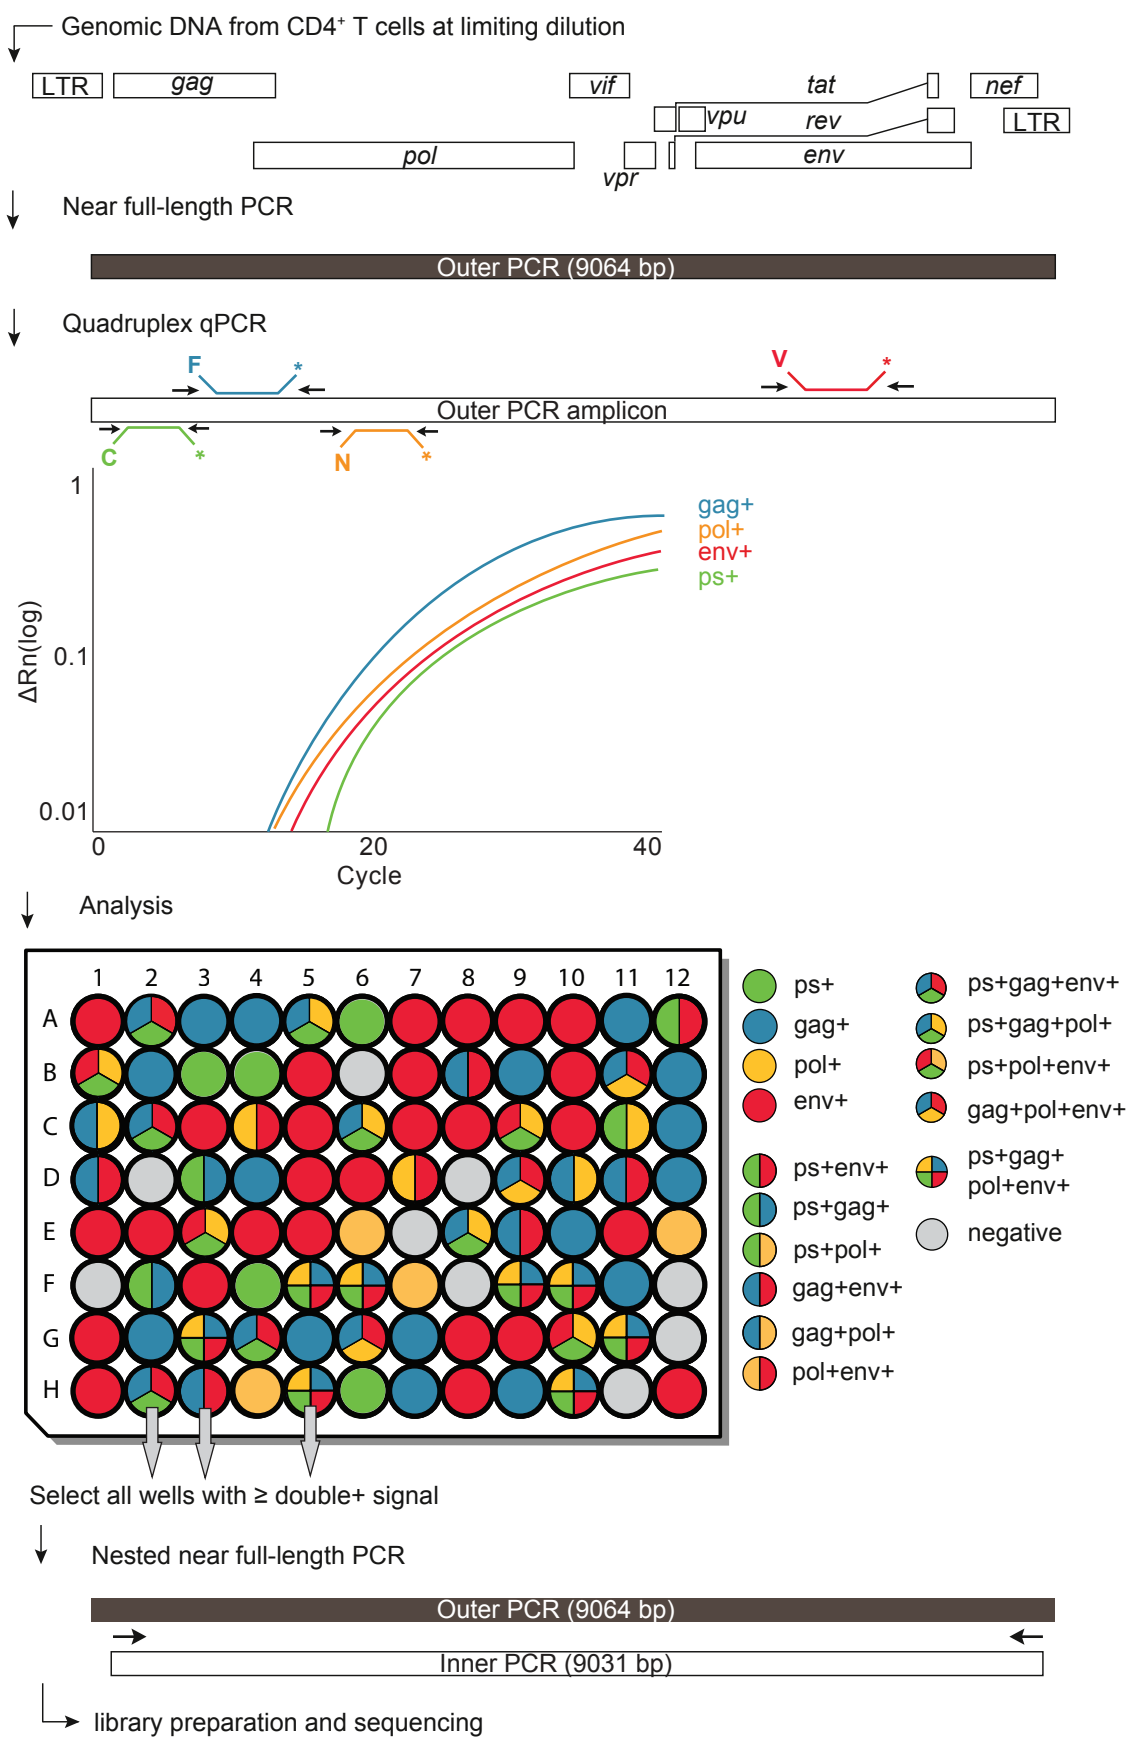 Genomic DNA from CD4+ T cells at limiting dilution
LTR gag vif tat nef
vpu rev LTR
pol vpr env
Near full-length PCR
Outer PCR (9064 bp)
Quadruplex qPCR
F * V *
Outer PCR amplicon
C * N *
1
gag+
pol+
env+
ps+
0.1
ΔRn(log)
0.01
0 20 40
Cycle
Analysis
1 2 3 4 5 6 7 8 9 10 11 12
A
B
C
D
E
F
G
H
ps+
gag+
pol+
env+
ps+env+
ps+gag+
ps+pol+
gag+env+
gag+pol+
pol+env+
ps+gag+env+
ps+gag+pol+
ps+pol+env+
gag+pol+env+
ps+gag+
pol+env+
negative
Select all wells with ≥ double+ signal
Nested near full-length PCR
Outer PCR (9064 bp)
Inner PCR (9031 bp)
library preparation and sequencing